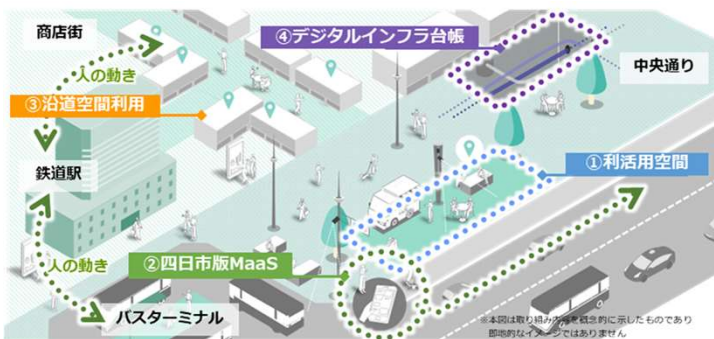 商店街
④デジタルインフラ台帳
中央通り
人の動き
③沿道空間利用
①利活用空間
鉄道駅
人の動き
②四日市版MaaS
バスターミナル
※本図は取り組み内容を概念的に示したものであり
即地的なイメージではありません